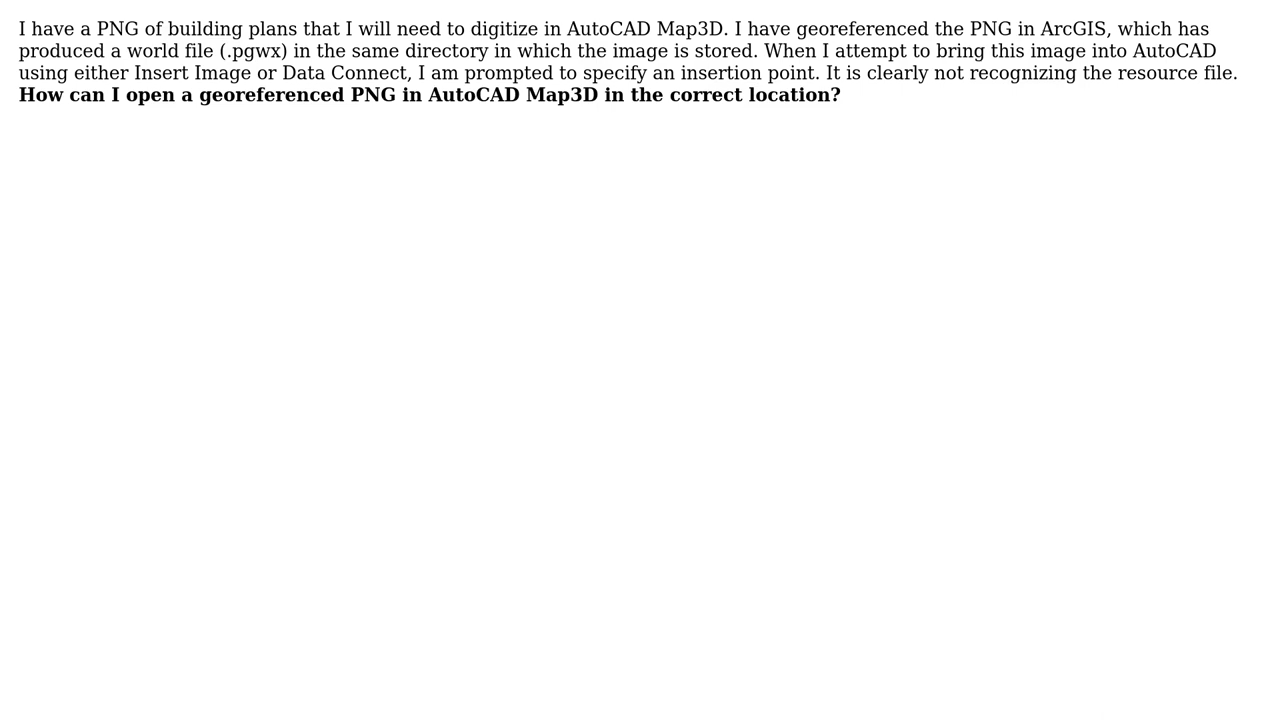 I have a PNG of building plans that I will need to digitize in AutoCAD Map3D. I have georeferenced the PNG in ArcGIS, which has
produced a world file (.pgwx) in the same directory in which the image is stored. When I attempt to bring this image into AutoCAD
using either Insert Image or Data Connect, I am prompted to specify an insertion point. It is clearly not recognizing the resource file.
How can I open a georeferenced PNG in AutoCAD Map3D in the correct location?